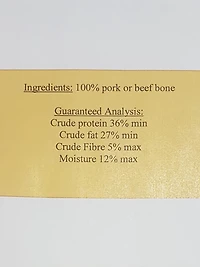 Ingredients: 100% pork or beef bone
Guaranteed Analysis:
Crude protein 36% min
Crude fat 27% min
Crude Fibre 5% max
Moisture 12% max